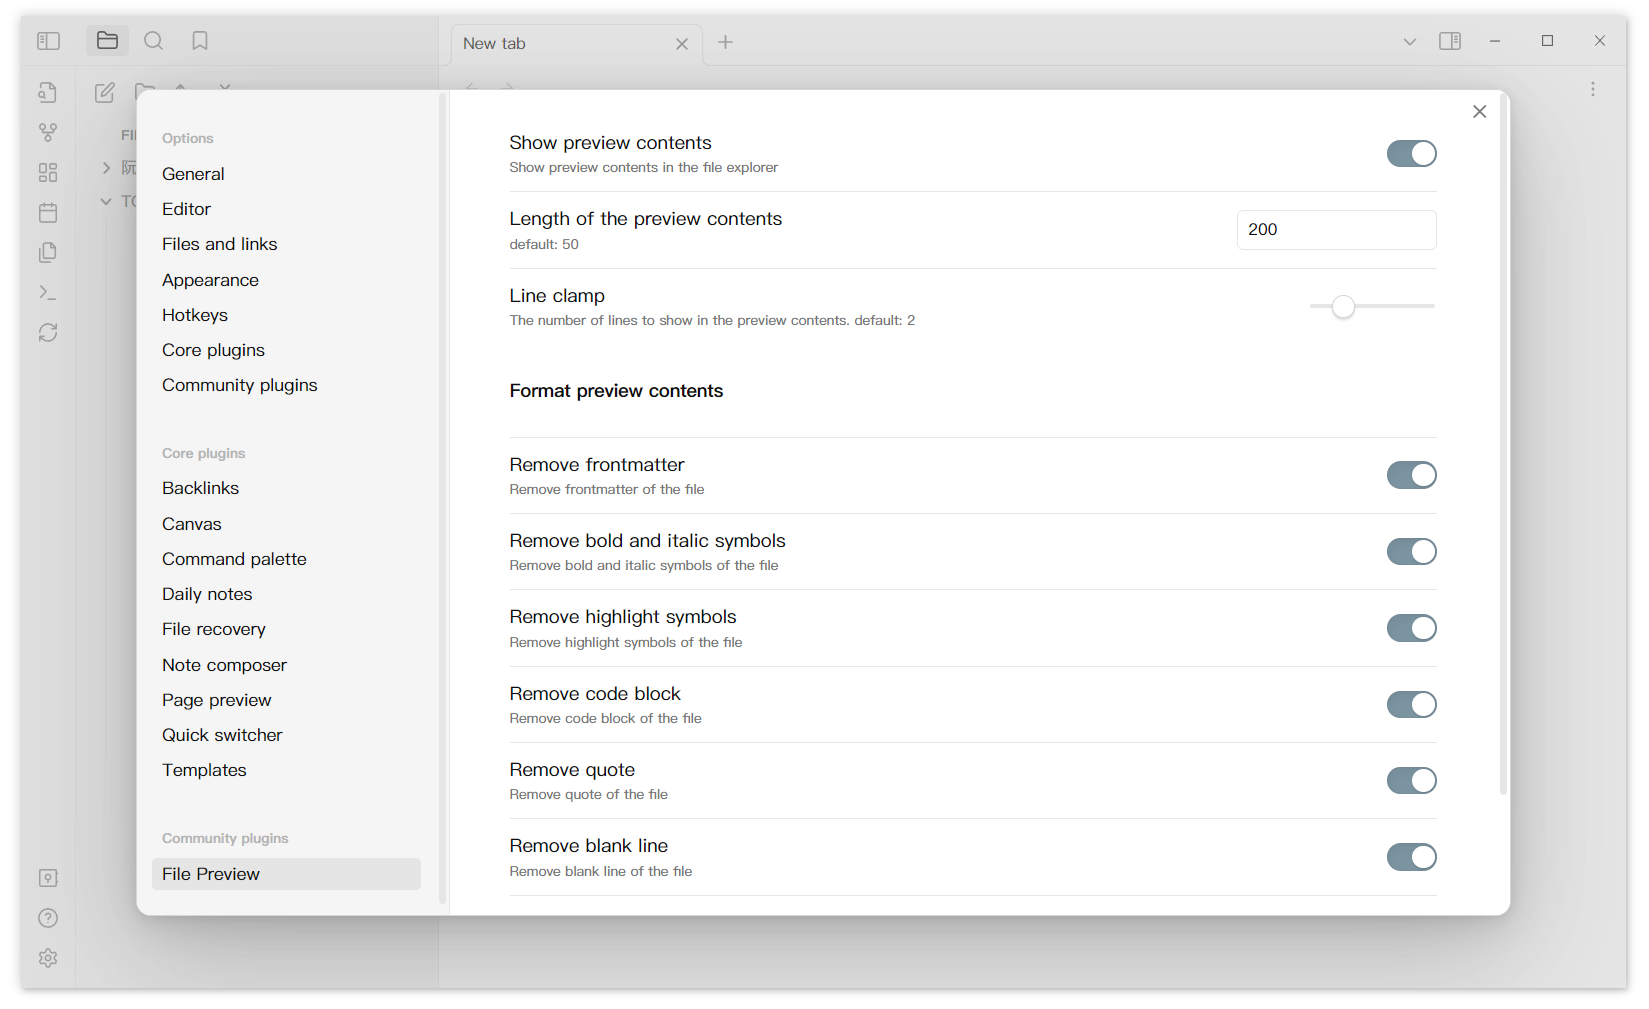 New tab
FI
阮
TO
Options
General
Editor
Files and links
Appearance
Hotkeys
Core plugins
Community plugins
Core plugins
Backlinks
Canvas
Command palette
Daily notes
File recovery
Note composer
Page preview
Quick switcher
Templates
Community plugins
File Preview
Show preview contents
Show preview contents in the file explorer
Length of the preview contents
default: 50
200
Line clamp
The number of lines to show in the preview contents. default: 2
Format preview contents
Remove frontmatter
Remove frontmatter of the file
Remove bold and italic symbols
Remove bold and italic symbols of the file
Remove highlight symbols
Remove highlight symbols of the file
Remove code block
Remove code block of the file
Remove quote
Remove quote of the file
Remove blank line
Remove blank line of the file